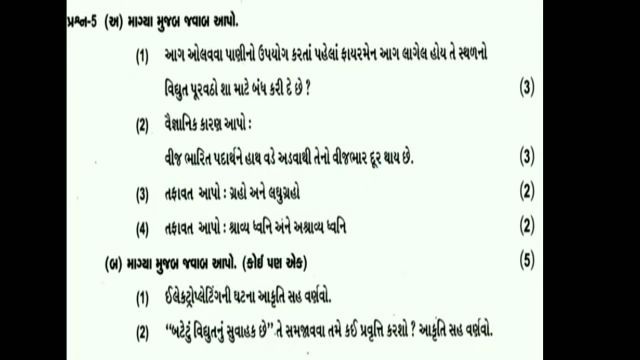 પ્રશ્ન-5 (અ) માગ્યા મુજબ જવાબ આપો.
(1) આગ ઓલવવા પાણીનો ઉપયોગ કરતાં પહેલાં ફાયરમેન આગ લાગેલ હોય તે સ્થળનો
વિદ્યુત પૂરવઠો શા માટે બંધ કરી દે છે ? (3)
(2) વૈજ્ઞાનિક કારણ આપો :
વીજ ભારિત પદાર્થને હાથ વડે અડવાથી તેનો વીજભાર દૂર થાય છે. (3)
(3) તફાવત આપો : ગ્રહો અને લઘુગ્રહો (2)
(4) તફાવત આપો : શ્રાવ્ય ધ્વનિ અને અશ્રાવ્ય ધ્વનિ (2)
(બ) માગ્યા મુજબ જવાબ આપો. (કોઈ પણ એક) (5)
(1) ઈલેક્ટ્રોપ્લેટિંગની ઘટના આકૃતિ સહ વર્ણવો.
(2) “બટેટું વિદ્યુતનું સુવાહક છે” તે સમજાવવા તમે કઈ પ્રવૃત્તિ કરશો ? આકૃતિ સહ વર્ણવો.